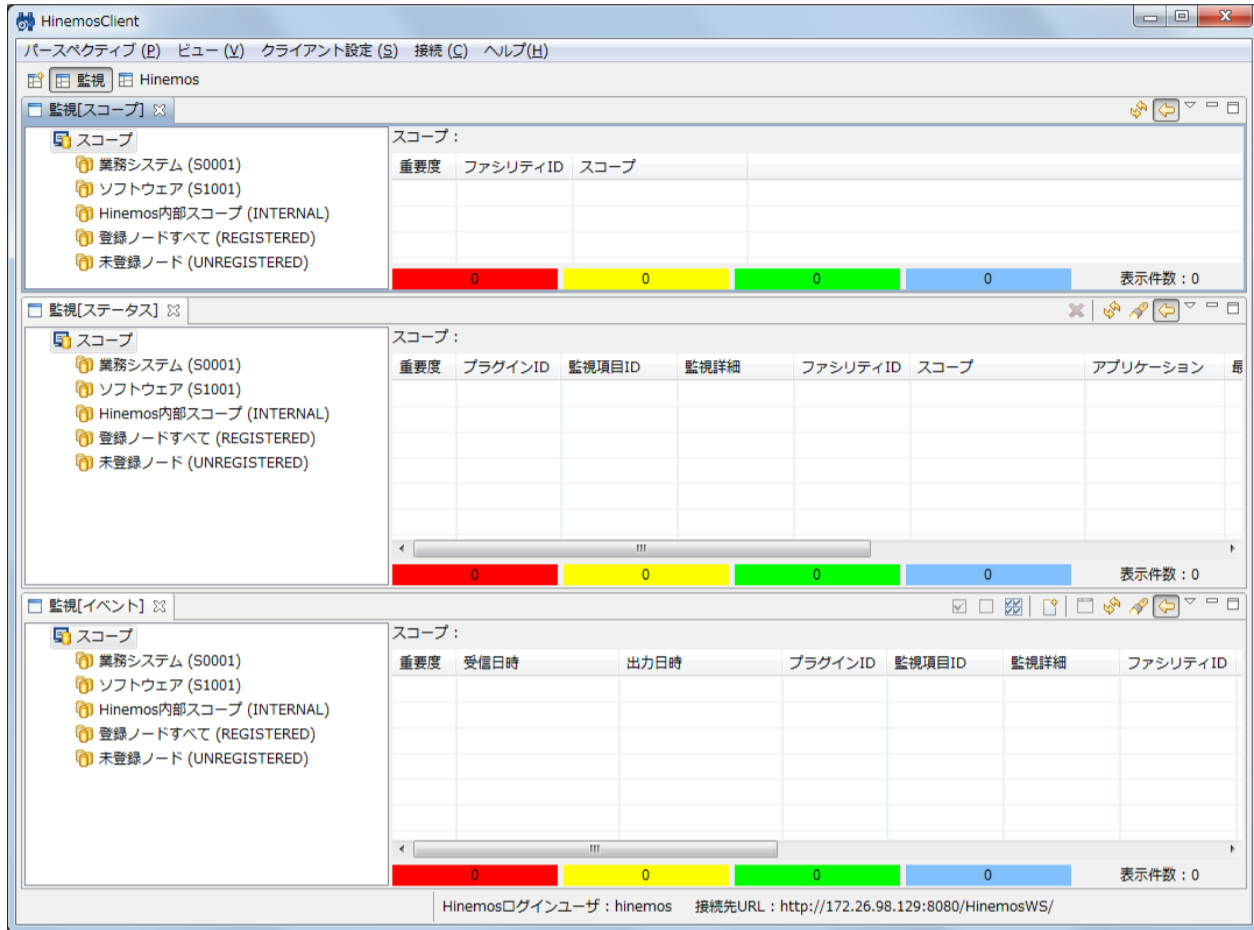 HinemosClient
パースペクティブ (P) ビュー (V) クライアント設定 (S) 接続 (C) ヘルプ(H)
監視 Hinemos
監視[スコープ]
スコープ
業務システム (S0001)
ソフトウェア (S1001)
Hinemos内部スコープ (INTERNAL)
登録ノードすべて (REGISTERED)
未登録ノード (UNREGISTERED)
スコープ :
重要度 ファシリティID スコープ
0 0 0 0 表示件数 : 0
監視[ステータス]
スコープ
業務システム (S0001)
ソフトウェア (S1001)
Hinemos内部スコープ (INTERNAL)
登録ノードすべて (REGISTERED)
未登録ノード (UNREGISTERED)
スコープ :
重要度 プラグインID 監視項目ID 監視詳細 ファシリティID スコープ アプリケーション 最
0 0 0 0 表示件数 : 0
監視[イベント]
スコープ
業務システム (S0001)
ソフトウェア (S1001)
Hinemos内部スコープ (INTERNAL)
登録ノードすべて (REGISTERED)
未登録ノード (UNREGISTERED)
スコープ :
重要度 受信日時 出力日時 プラグインID 監視項目ID 監視詳細 ファシリティID
0 0 0 0 表示件数 : 0
Hinemosログインユーザ : hinemos 接続先URL : http://172.26.98.129:8080/HinemosWS/